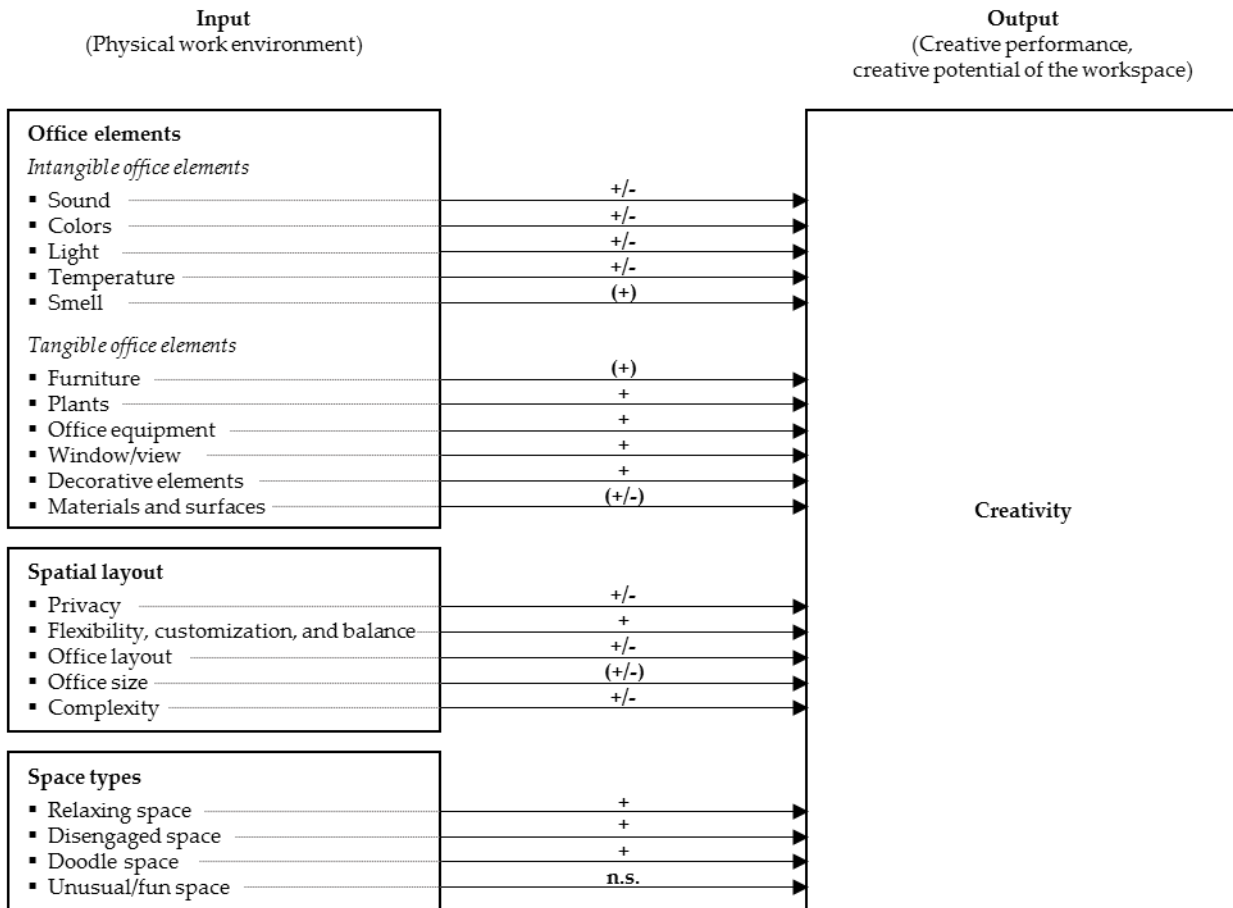 Input
(Physical work environment)
Output
(Creative performance,
creative potential of the workspace)
Office elements
Intangible office elements
▪ Sound +/-
▪ Colors +/-
▪ Light +/-
▪ Temperature +/-
▪ Smell (+)
Tangible office elements
▪ Furniture (+)
▪ Plants +
▪ Office equipment +
▪ Window/view +
▪ Decorative elements +
▪ Materials and surfaces (+/-)
Creativity
Spatial layout
▪ Privacy +/-
▪ Flexibility, customization, and balance +
▪ Office layout +/-
▪ Office size (+/-)
▪ Complexity +/-
Space types
▪ Relaxing space +
▪ Disengaged space +
▪ Doodle space +
▪ Unusual/fun space n.s.